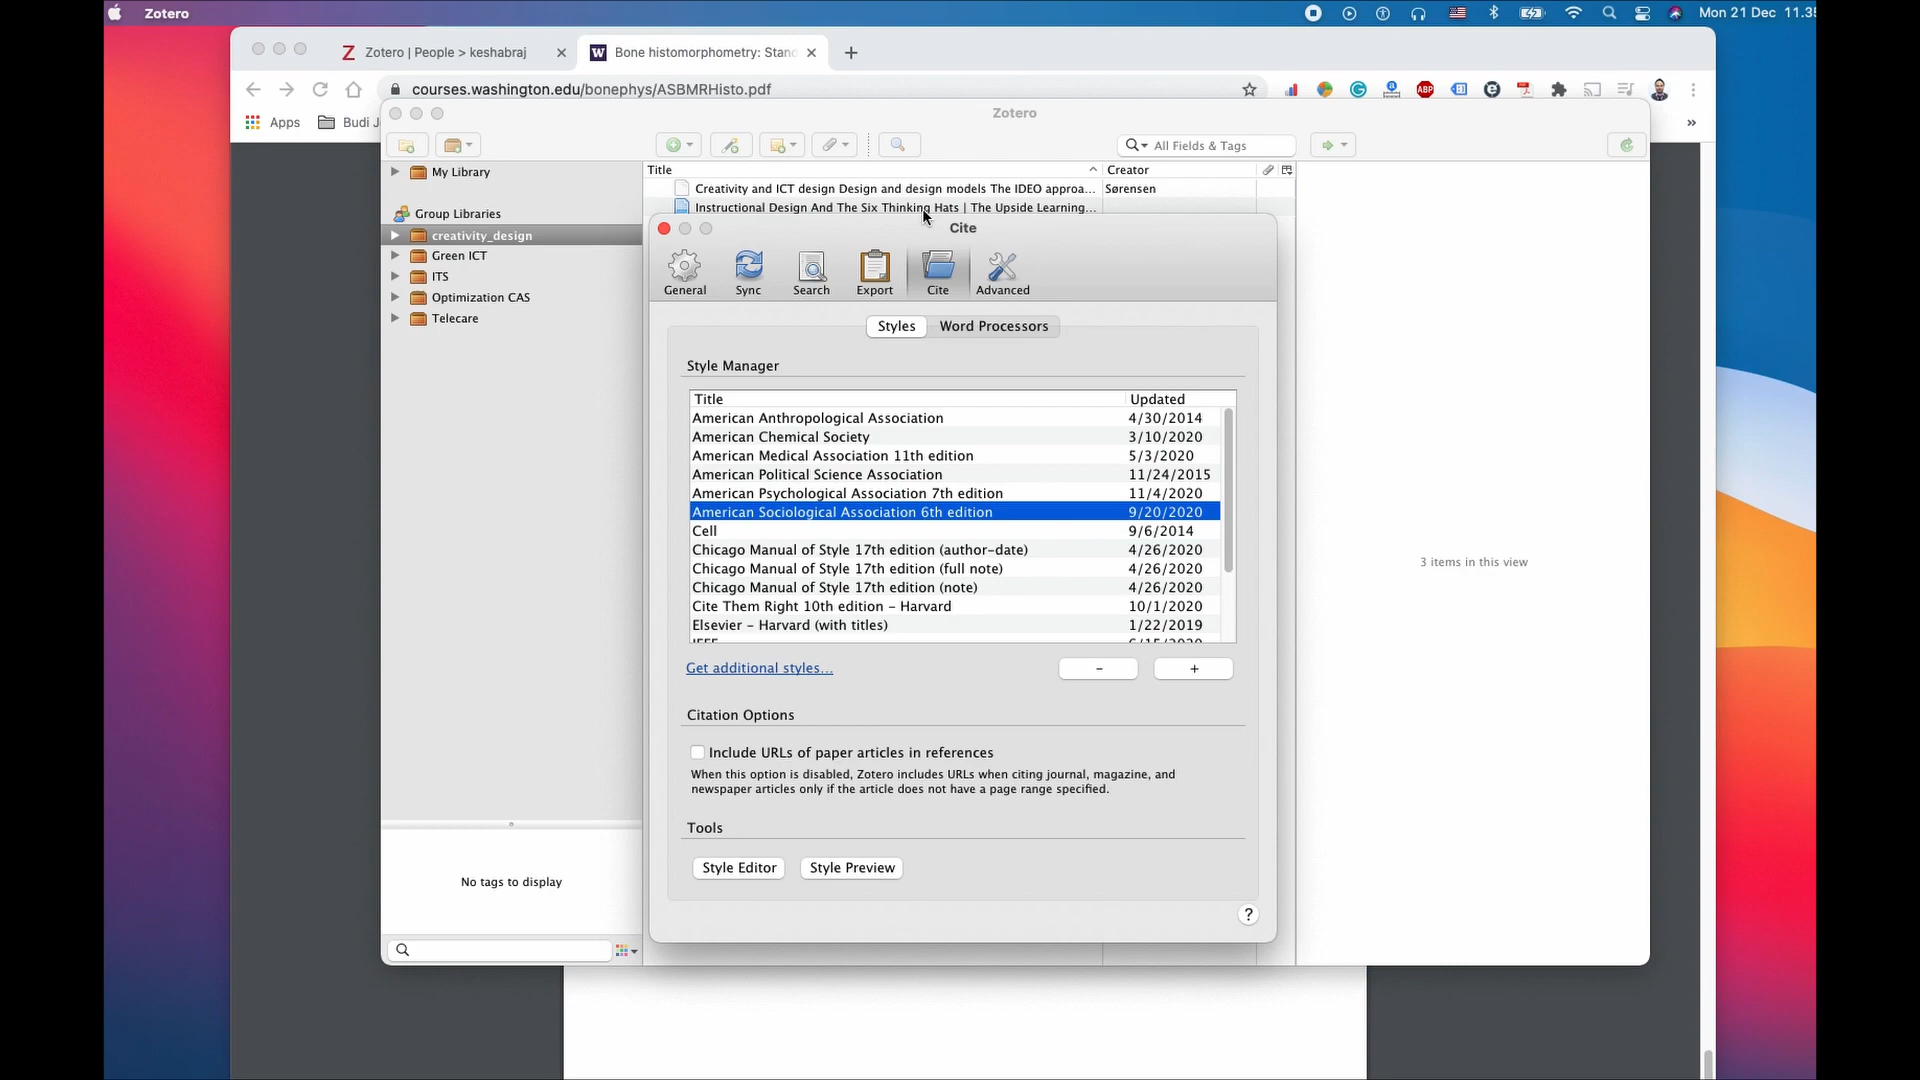 Zotero
Mon 21 Dec 11.35
Zotero | People > keshabraj
Bone histomorphometry: Stand
courses.washington.edu/bonephys/ASBMRHisto.pdf
Apps
Budi J
Zotero
All Fields & Tags
My Library
Group Libraries
creativity_design
Green ICT
ITS
Optimization CAS
Telecare
Title
Creator
Creativity and ICT design Design and design models The IDEO approa...
Sørensen
Instructional Design And The Six Thinking Hats | The Upside Learning...
Cite
General
Sync
Search
Export
Cite
Advanced
Styles
Word Processors
Style Manager
Title
Updated
American Anthropological Association
4/30/2014
American Chemical Society
3/10/2020
American Medical Association 11th edition
5/3/2020
American Political Science Association
11/24/2015
American Psychological Association 7th edition
11/4/2020
American Sociological Association 6th edition
9/20/2020
Cell
9/6/2014
Chicago Manual of Style 17th edition (author-date)
4/26/2020
Chicago Manual of Style 17th edition (full note)
4/26/2020
Chicago Manual of Style 17th edition (note)
4/26/2020
Cite Them Right 10th edition - Harvard
10/1/2020
Elsevier - Harvard (with titles)
1/22/2019
IEEE
6/15/2020
Get additional styles...
-
+
Citation Options
Include URLs of paper articles in references
When this option is disabled, Zotero includes URLs when citing journal, magazine, and
newspaper articles only if the article does not have a page range specified.
Tools
Style Editor
Style Preview
?
3 items in this view
No tags to display